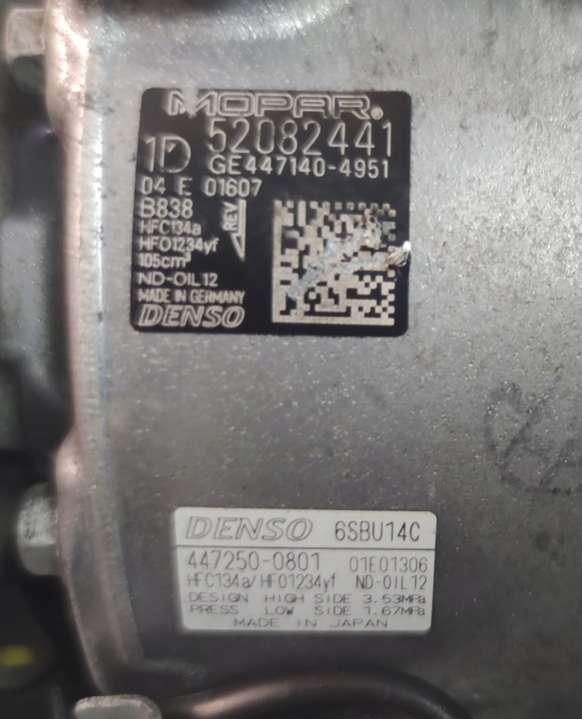 MOPAR®
1D 52082441
GE447140-4951
04 E 01607
B838
REV
HFC134a
HFO1234yf
105cm³
ND-OIL12
MADE IN GERMANY
DENSO
DENSO 6SBU14C
447250-0801 01E01306
HFC134a/HFO1234yf ND-OIL12
DESIGN HIGH SIDE 3.53MPa
PRESS LOW SIDE 1.67MPa
MADE IN JAPAN